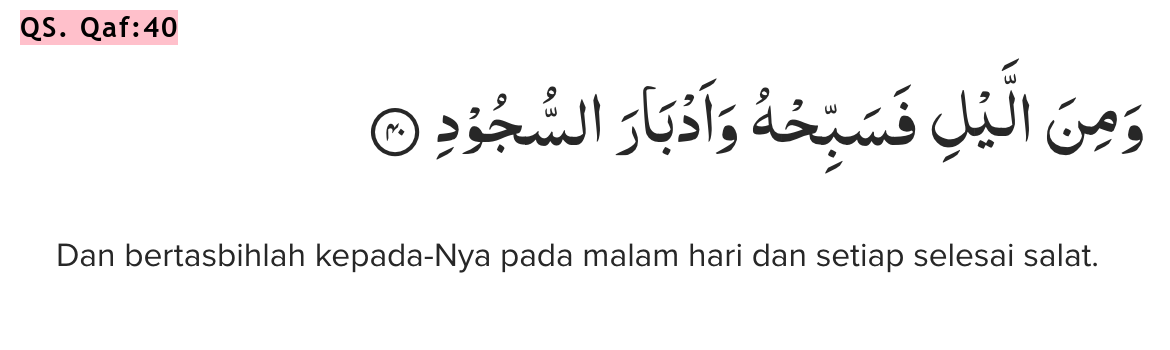 QS. Qaf:40
وَمِنَ الَّيْلِ فَسَبِّحْهُ وَاَدْبَارَ السُّجُوْدِ ٤٠
Dan bertasbihlah kepada-Nya pada malam hari dan setiap selesai salat.